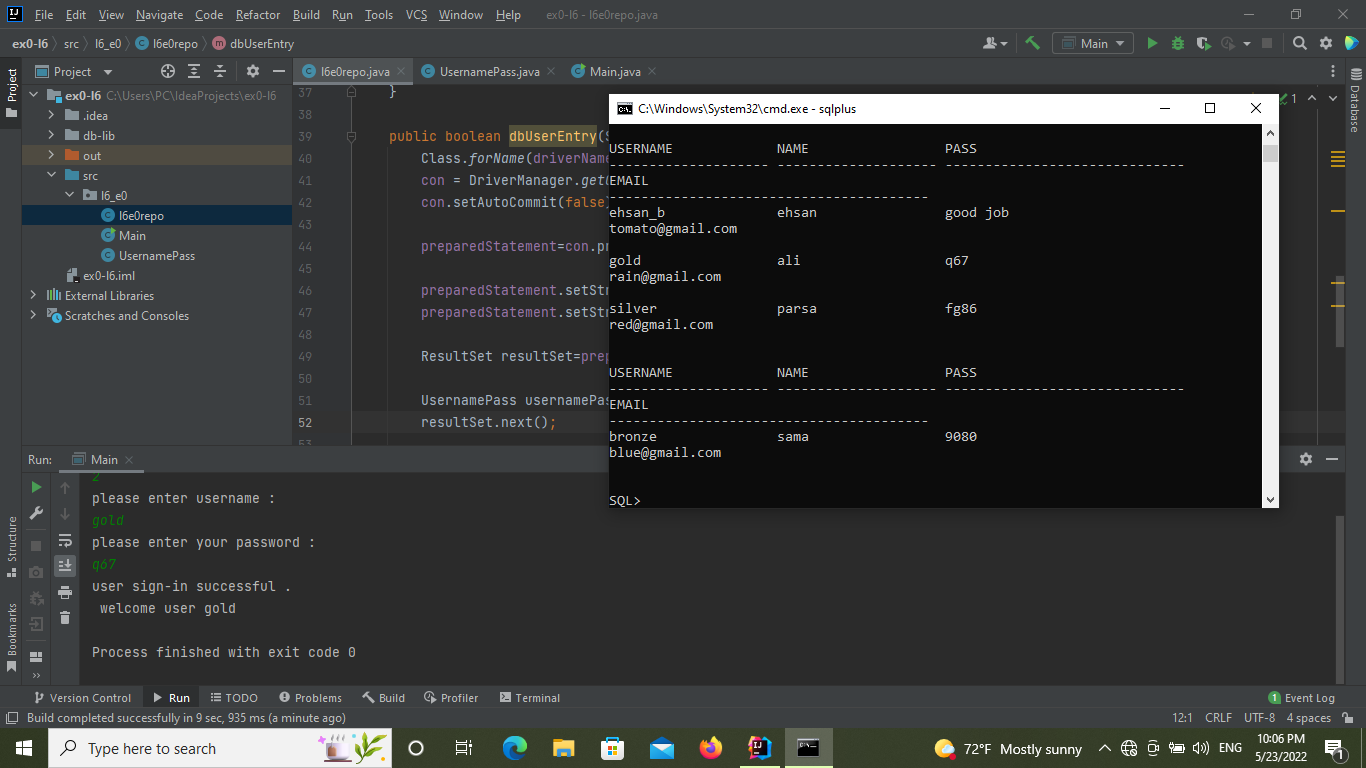 File Edit View Navigate Code Refactor Build Run Tools VCS Window Help ex0-l6 - l6e0repo.java
ex0-l6 src l6_e0 l6e0repo dbUserEntry Main
Project l6e0repo.java UsernamePass.java Main.java
Project
Database
ex0-l6 C:\Users\PC\IdeaProjects\ex0-l6
.idea
db-lib
out
src
l6_e0
l6e0repo
Main
UsernamePass
ex0-l6.iml
External Libraries
Scratches and Consoles
37 }
38
39 public boolean dbUserEntry(S
40 Class.forName(driverName
41 con = DriverManager.getC
42 con.setAutoCommit(false)
43
44 preparedStatement=con.pr
45
46 preparedStatement.setStr
47 preparedStatement.setStr
48
49 ResultSet resultSet=prep
50
51 UsernamePass usernamePas
52 resultSet.next();
53
1
C:\Windows\System32\cmd.exe - sqlplus
USERNAME NAME PASS
-------------------- -------------------- ------------------------------
EMAIL
----------------------------------------
ehsan_b ehsan good job
tomato@gmail.com
gold ali q67
rain@gmail.com
silver parsa fg86
red@gmail.com
USERNAME NAME PASS
-------------------- -------------------- ------------------------------
EMAIL
----------------------------------------
bronze sama 9080
blue@gmail.com
SQL>
Run: Main
2
please enter username :
gold
please enter your password :
q67
user sign-in successful .
welcome user gold
Process finished with exit code 0
Structure
Bookmarks
Version Control Run TODO Problems Build Profiler Terminal 1 Event Log
Build completed successfully in 9 sec, 935 ms (a minute ago) 12:1 CRLF UTF-8 4 spaces
Type here to search 72°F Mostly sunny ENG 10:06 PM
5/23/2022
1